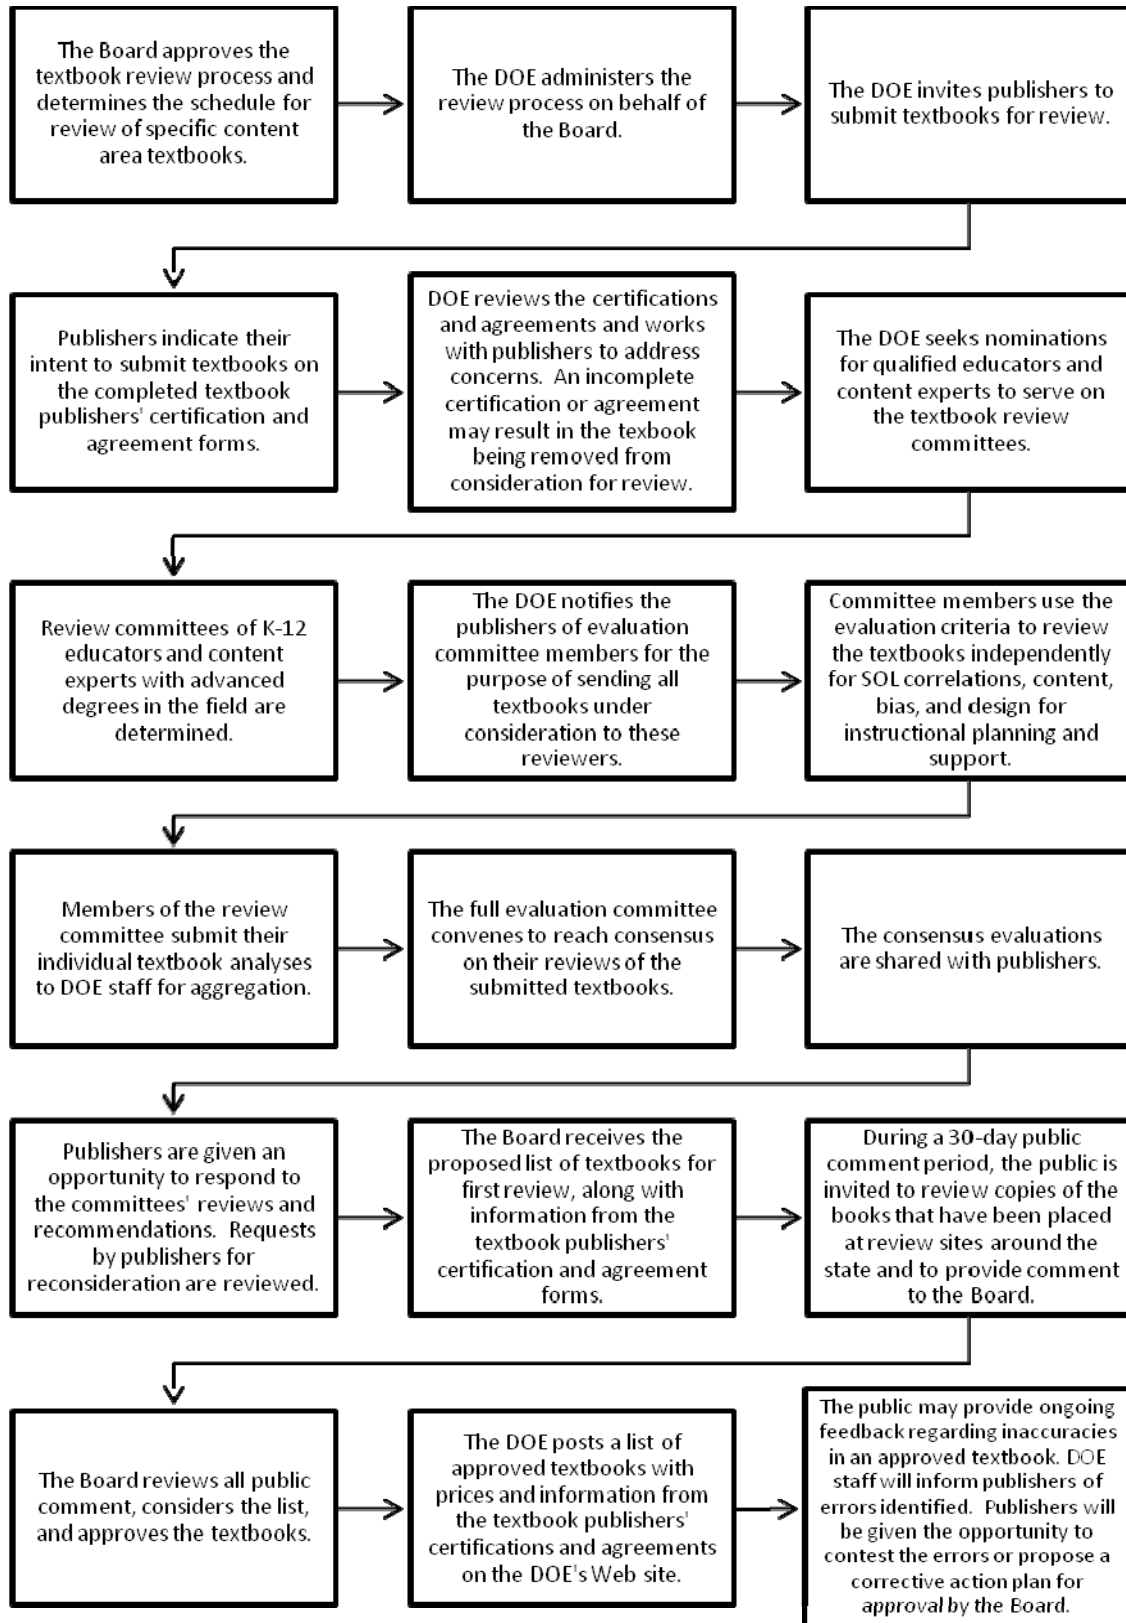 The Board approves the
textbook review process and
determines the schedule for
review of specific content
area textbooks.
The DOE administers the
review process on behalf of
the Board.
The DOE invites publishers to
submit textbooks for review.
Publishers indicate their
intent to submit textbooks on
the completed textbook
publishers' certification and
agreement forms.
DOE reviews the certifications
and agreements and works
with publishers to address
concerns.  An incomplete
certification or agreement
may result in the texbook
being removed from
consideration for review.
The DOE seeks nominations
for qualified educators and
content experts to serve on
the textbook review
committees.
Review committees of K-12
educators and content
experts with advanced
degrees in the field are
determined.
The DOE notifies the
publishers of evaluation
committee members for the
purpose of sending all
textbooks under
consideration to these
reviewers.
Committee members use the
evaluation criteria to review
the textbooks independently
for SOL correlations, content,
bias, and design for
instructional planning and
support.
Members of the review
committee submit their
individual textbook analyses
to DOE staff for aggregation.
The full evaluation committee
convenes to reach consensus
on their reviews of the
submitted textbooks.
The consensus evaluations
are shared with publishers.
Publishers are given an
opportunity to respond to
the committees' reviews and
recommendations.  Requests
by publishers for
reconsideration are reviewed.
The Board receives the
proposed list of textbooks for
first review, along with
information from the
textbook publishers'
certification and agreement
forms.
During a 30-day public
comment period, the public is
invited to review copies of the
books that have been placed
at review sites around the
state and to provide comment
to the Board.
The Board reviews all public
comment, considers the list,
and approves the textbooks.
The DOE posts a list of
approved textbooks with
prices and information from
the textbook publishers'
certifications and agreements
on the DOE's Web site.
The public may provide ongoing
feedback regarding inaccuracies
in an approved textbook. DOE
staff will inform publishers of
errors identified.  Publishers will
be given the opportunity to
contest the errors or propose a
corrective action plan for
approval by the Board.